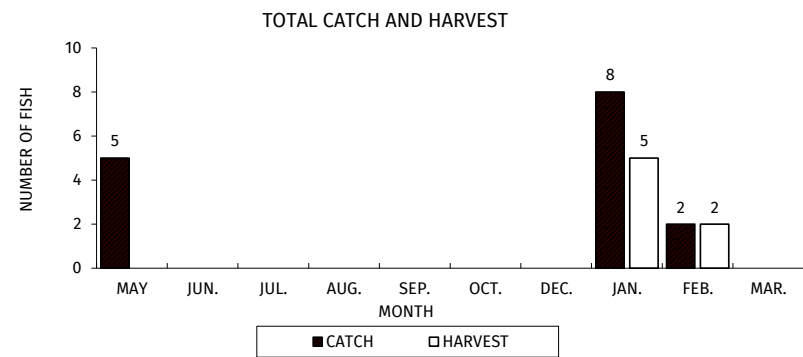 TOTAL CATCH AND HARVEST
NUMBER OF FISH
10
8
6
4
2
0
5
8
5
2
2
MAY JUN. JUL. AUG. SEP. OCT. DEC. JAN. FEB. MAR.
MONTH
CATCH HARVEST